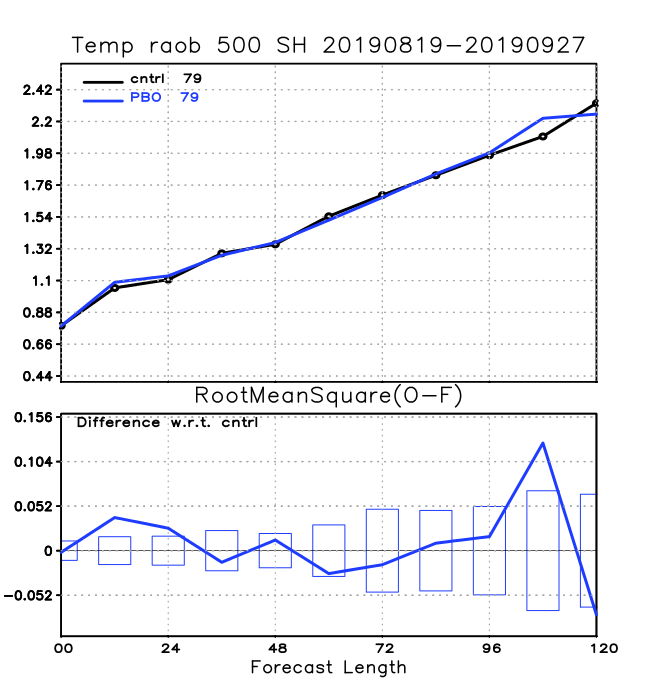 Temp raob 500 SH 20190819-20190927
cntrl 79
PBO 79
2.42
2.2
1.98
1.76
1.54
1.32
1.1
0.88
0.66
0.44
RootMeanSquare(O-F)
Difference w.r.t. cntrl
0.156
0.104
0.052
0
-0.052
00 24 48 72 96 120
Forecast Length